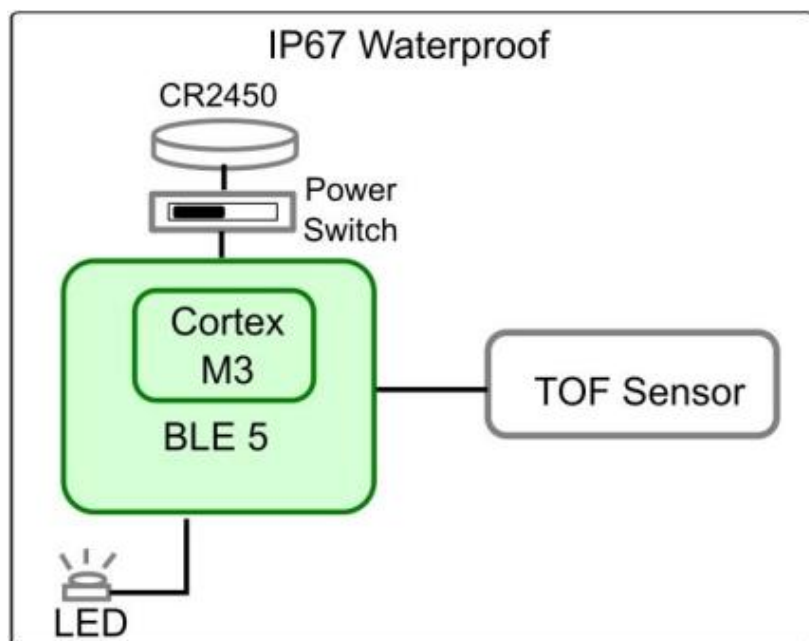 IP67 Waterproof
CR2450
Power
Switch
Cortex
M3
BLE 5
TOF Sensor
LED